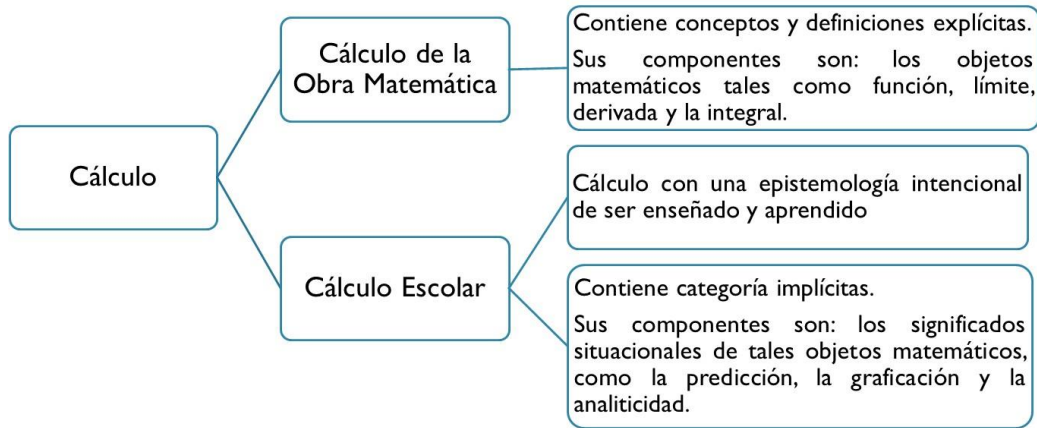 Cálculo
Cálculo de la
Obra Matemática
Contiene conceptos y definiciones explícitas.
Sus componentes son: los objetos
matemáticos tales como función, límite,
derivada y la integral.
Cálculo Escolar
Cálculo con una epistemología intencional
de ser enseñado y aprendido
Contiene categoría implícitas.
Sus componentes son: los significados
situacionales de tales objetos matemáticos,
como la predicción, la graficación y la
analiticidad.